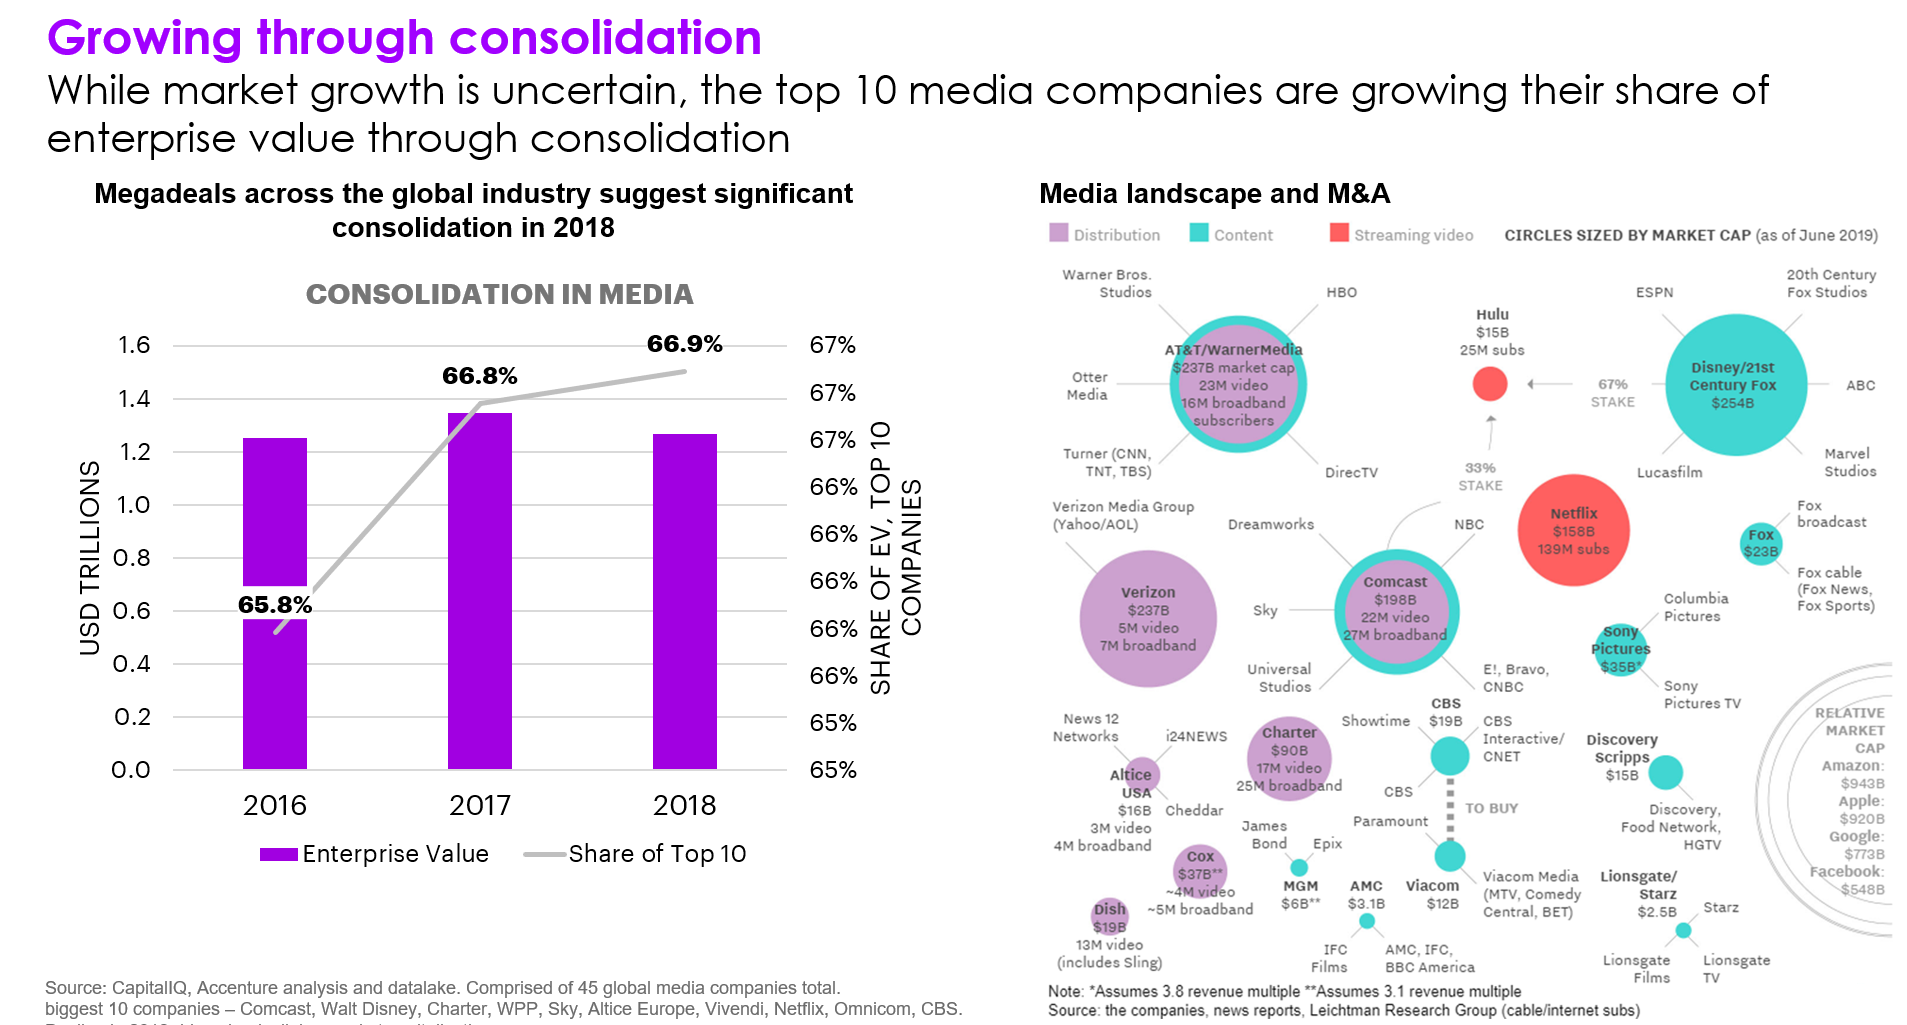 Growing through consolidation
While market growth is uncertain, the top 10 media companies are growing their share of
enterprise value through consolidation
Megadeals across the global industry suggest significant
consolidation in 2018
CONSOLIDATION IN MEDIA
USD TRILLIONS
1.6
1.4
1.2
1.0
0.8
0.6
0.4
0.2
0.0
65.8%
66.8%
66.9%
67%
67%
67%
66%
66%
66%
66%
66%
65%
65%
SHARE OF EV, TOP 10
COMPANIES
2016
2017
2018
Enterprise Value
Share of Top 10
Source: CapitalIQ, Accenture analysis and datalake. Comprised of 45 global media companies total.
biggest 10 companies – Comcast, Walt Disney, Charter, WPP, Sky, Altice Europe, Vivendi, Netflix, Omnicom, CBS.
Media landscape and M&A
Distribution
Content
Streaming video
CIRCLES SIZED BY MARKET CAP (as of June 2019)
Warner Bros.
Studios
HBO
AT&T/WarnerMedia
$237B market cap
23M video
16M broadband
subscribers
Otter
Media
Turner (CNN,
TNT, TBS)
DirecTV
Hulu
$15B
25M subs
67%
STAKE
33%
STAKE
ESPN
20th Century
Fox Studios
Disney/21st
Century Fox
$254B
ABC
Lucasfilm
Marvel
Studios
Verizon Media Group
(Yahoo/AOL)
Verizon
$237B
5M video
7M broadband
Dreamworks
NBC
Comcast
$198B
22M video
27M broadband
Sky
Universal
Studios
E!, Bravo,
CNBC
Netflix
$158B
139M subs
Fox
broadcast
Fox
$23B
Fox cable
(Fox News,
Fox Sports)
Columbia
Pictures
Sony
Pictures
$35B*
Sony
Pictures TV
News 12
Networks
i24NEWS
Altice
USA
$16B
3M video
4M broadband
Cheddar
Charter
$90B
17M video
25M broadband
CBS
$19B
Showtime
CBS
Interactive/
CNET
CBS
TO BUY
Paramount
Viacom
$12B
Viacom Media
(MTV, Comedy
Central, BET)
Discovery
Scripps
$15B
Discovery,
Food Network,
HGTV
RELATIVE
MARKET
CAP
Amazon:
$943B
Apple:
$920B
Google:
$773B
Facebook:
$548B
Cox
$37B**
~4M video
~5M broadband
James
Bond
Epix
MGM
$6B**
AMC
$3.1B
IFC
Films
AMC, IFC,
BBC America
Dish
$19B
13M video
(includes Sling)
Lionsgate/
Starz
$2.5B
Starz
Lionsgate
Films
Lionsgate
TV
Note: *Assumes 3.8 revenue multiple **Assumes 3.1 revenue multiple
Source: the companies, news reports, Leichtman Research Group (cable/internet subs)